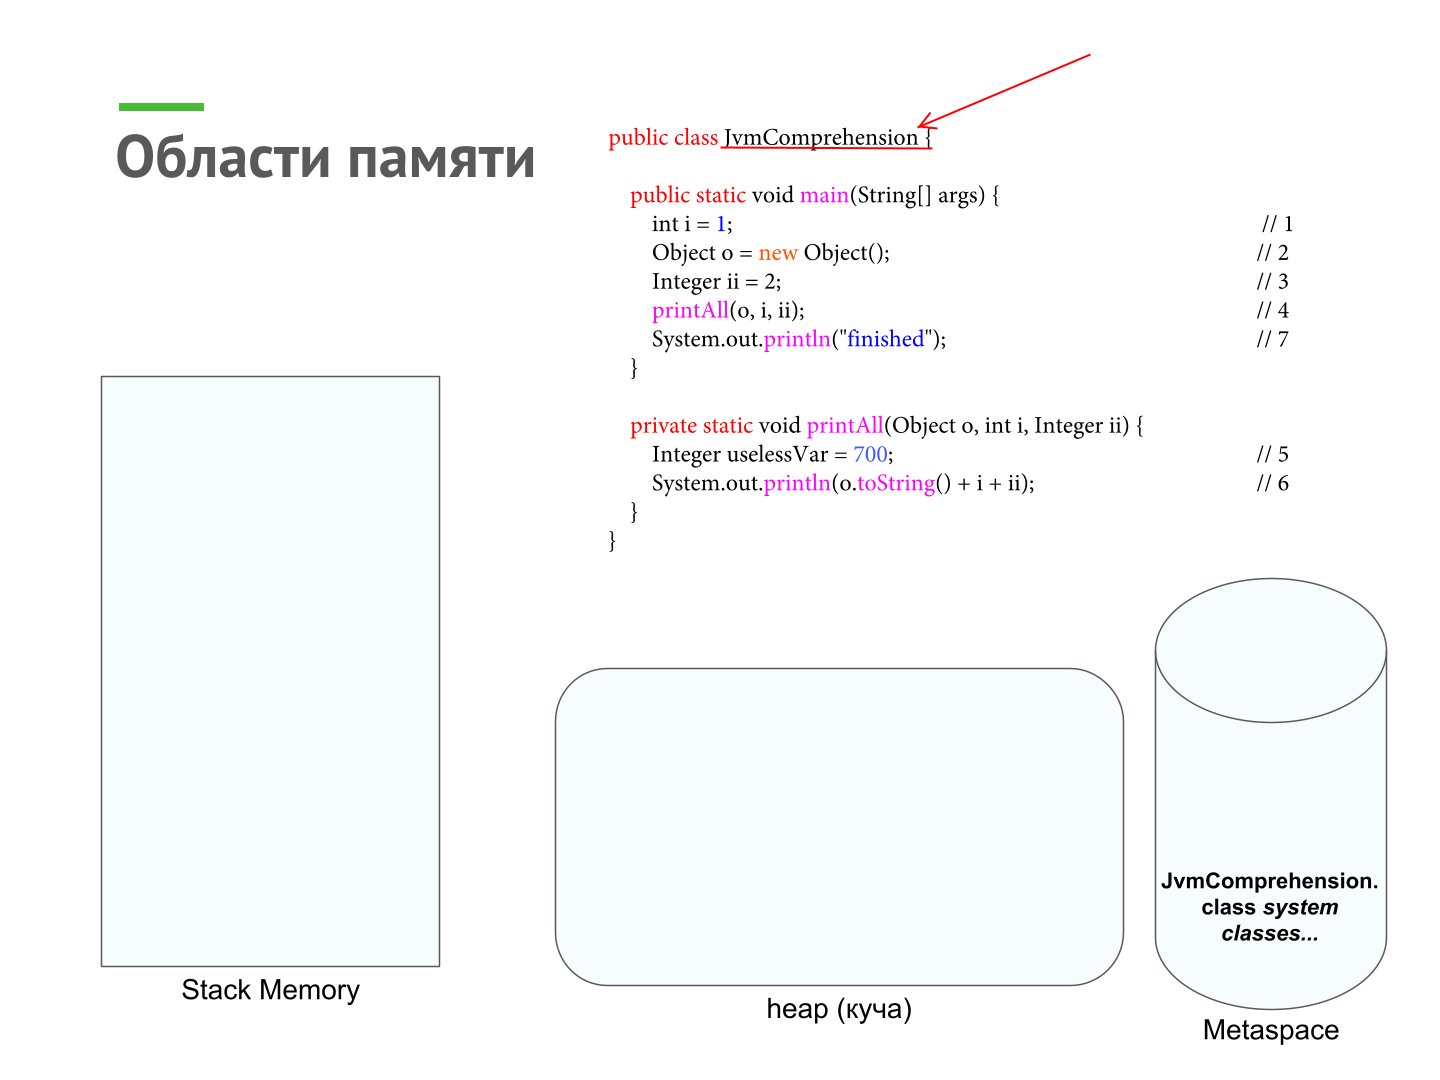 Области памяти
public class JvmComprehension {
public static void main(String[] args) {
int i = 1; // 1
Object o = new Object(); // 2
Integer ii = 2; // 3
printAll(o, i, ii); // 4
System.out.println("finished"); // 7
}
private static void printAll(Object o, int i, Integer ii) {
Integer uselessVar = 700; // 5
System.out.println(o.toString() + i + ii); // 6
}
}
JvmComprehension.
class system
classes...
Stack Memory
heap (куча)
Metaspace